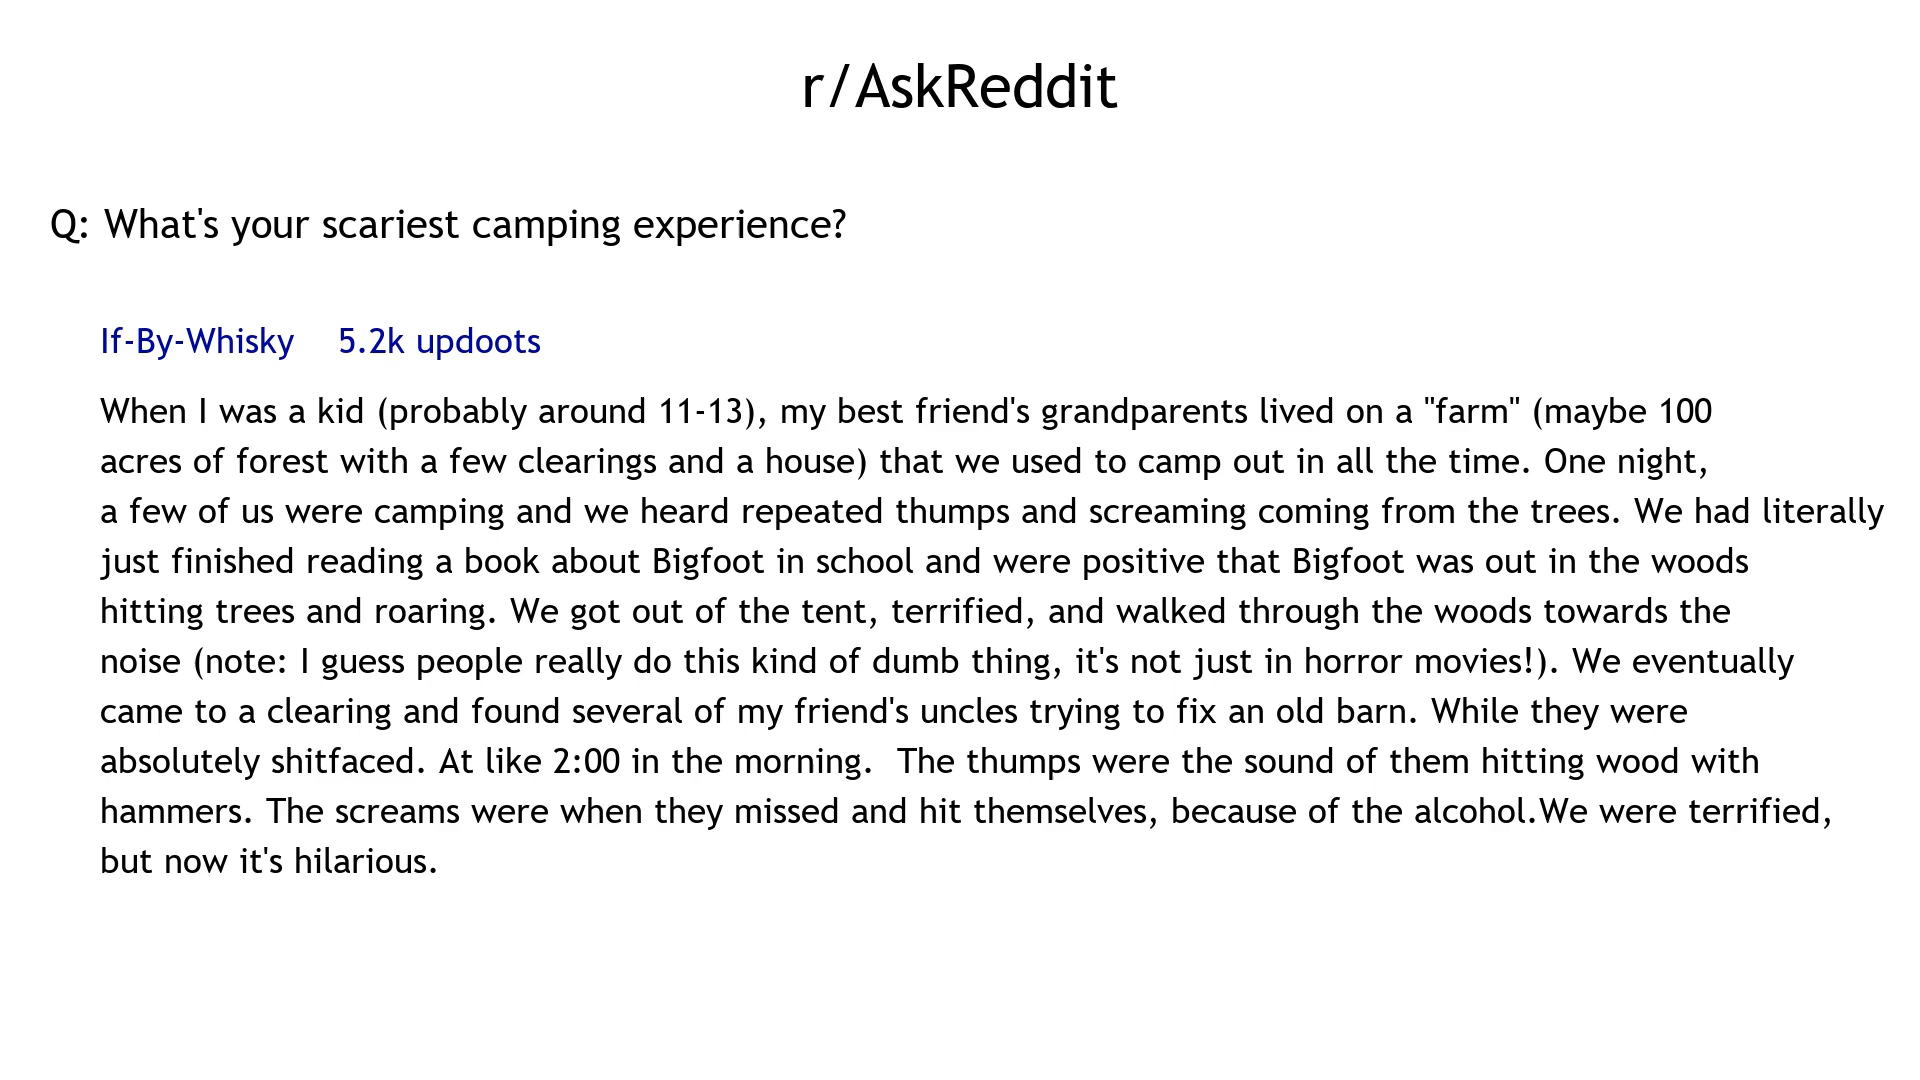 r/AskReddit
Q: What's your scariest camping experience?
If-By-Whisky 5.2k updoots
When I was a kid (probably around 11-13), my best friend's grandparents lived on a "farm" (maybe 100
acres of forest with a few clearings and a house) that we used to camp out in all the time. One night,
a few of us were camping and we heard repeated thumps and screaming coming from the trees. We had literally
just finished reading a book about Bigfoot in school and were positive that Bigfoot was out in the woods
hitting trees and roaring. We got out of the tent, terrified, and walked through the woods towards the
noise (note: I guess people really do this kind of dumb thing, it's not just in horror movies!). We eventually
came to a clearing and found several of my friend's uncles trying to fix an old barn. While they were
absolutely shitfaced. At like 2:00 in the morning.  The thumps were the sound of them hitting wood with
hammers. The screams were when they missed and hit themselves, because of the alcohol.We were terrified,
but now it's hilarious.